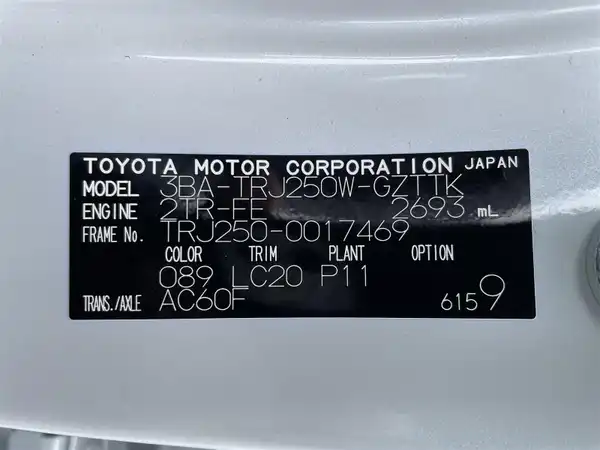 TOYOTA MOTOR CORPORATION JAPAN
MODEL 3BA-TRJ250W-GZTTK
ENGINE 2TR-FE 2693 mL
FRAME No. TRJ250-0017469
COLOR TRIM PLANT OPTION
089 LC20 P11
TRANS./AXLE AC60F 6159